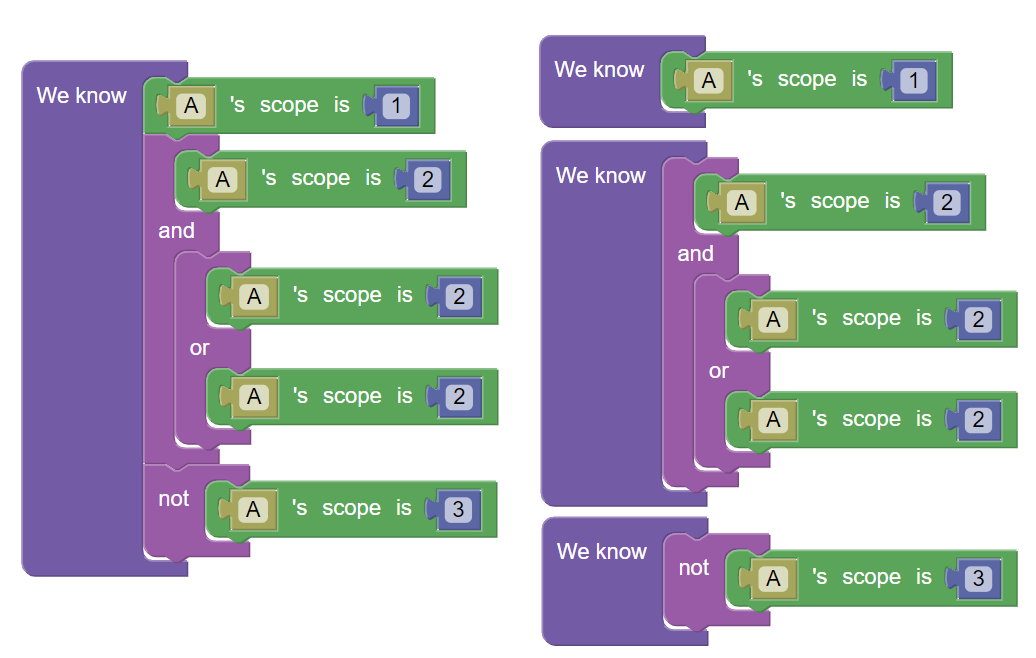 We know A 's scope is 1
A 's scope is 2
and
A 's scope is 2
or
A 's scope is 2
not A 's scope is 3
We know A 's scope is 1
We know
A 's scope is 2
and
A 's scope is 2
or
A 's scope is 2
We know not A 's scope is 3